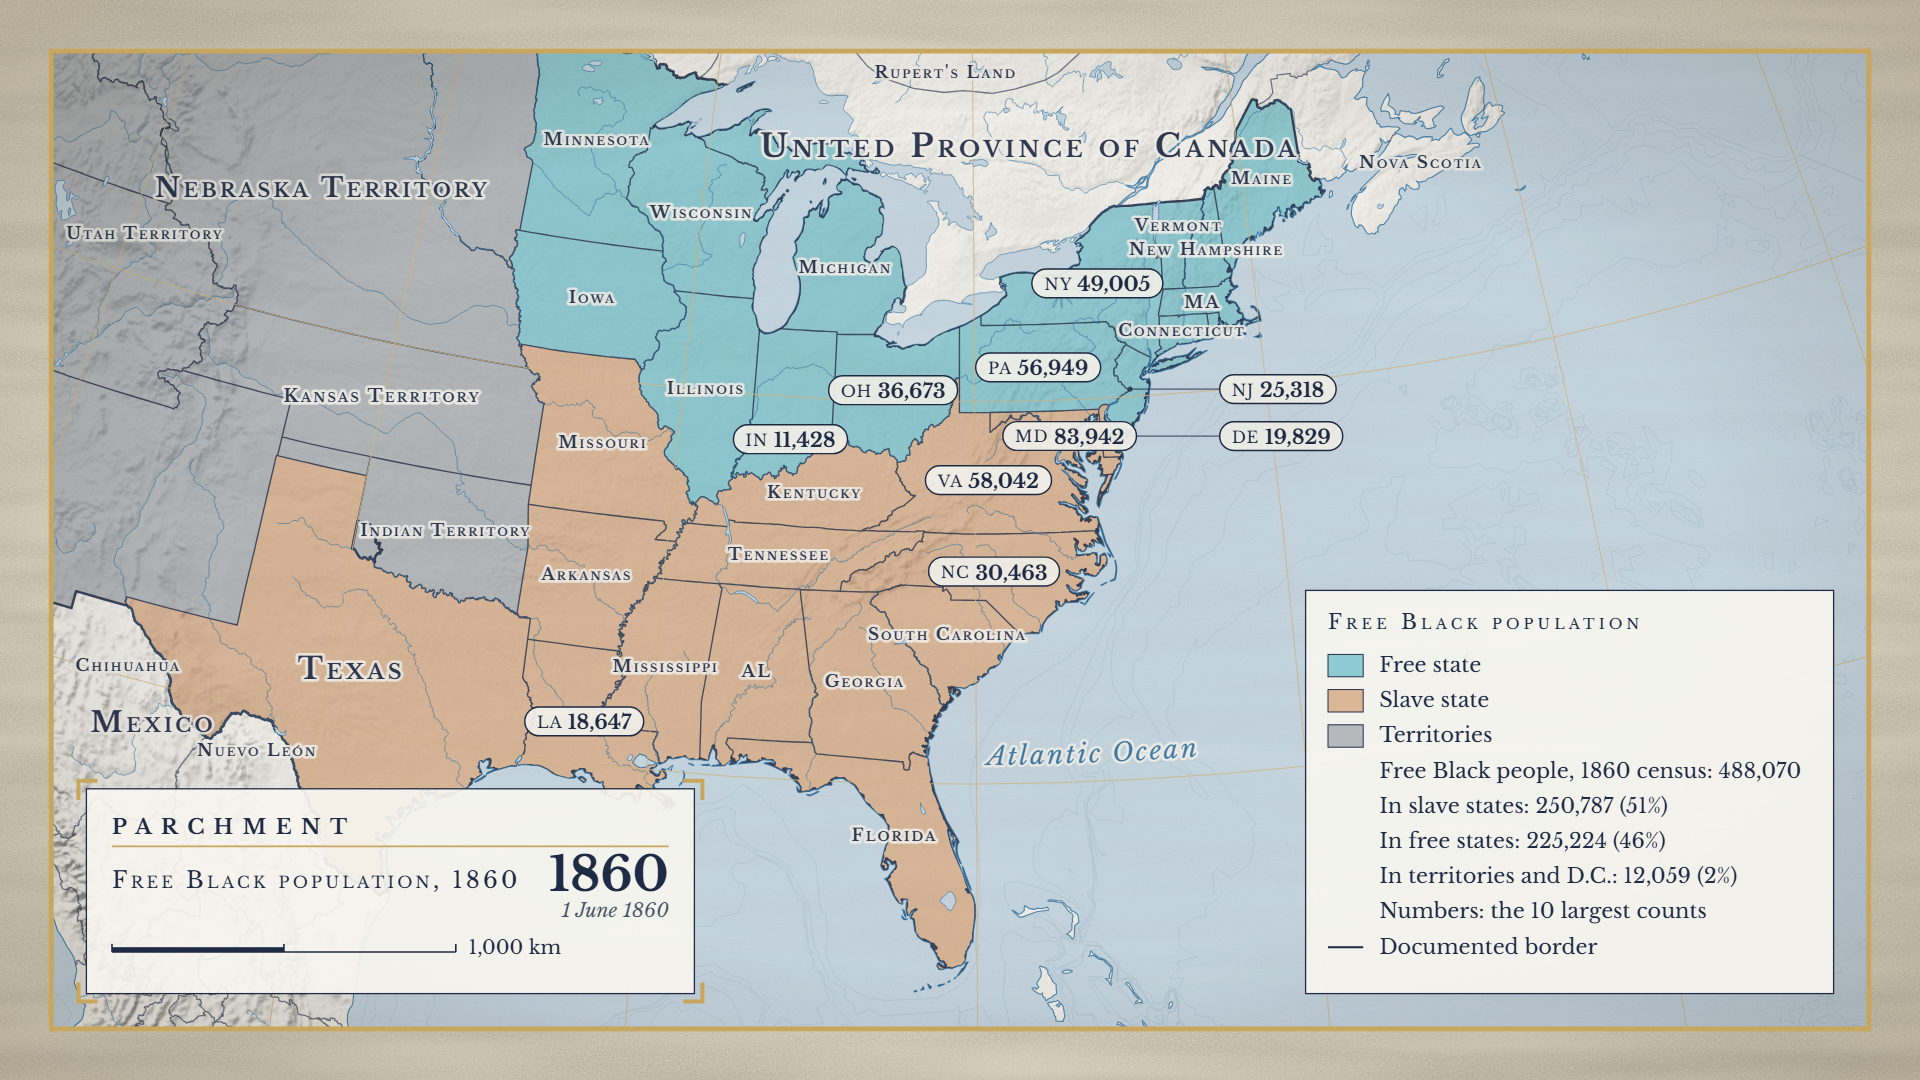 Rupert's Land
United Province of Canada
Minnesota
Nova Scotia
Maine
Nebraska Territory
Wisconsin
Vermont
Utah Territory
New Hampshire
Michigan
NY 49,005
Iowa
MA
Connecticut
PA 56,949
Illinois
OH 36,673
NJ 25,318
Kansas Territory
Missouri
IN 11,428
MD 83,942
DE 19,829
VA 58,042
Kentucky
Indian Territory
Tennessee
Arkansas
NC 30,463
South Carolina
Chihuahua
Texas
Mississippi
AL
Georgia
Mexico
LA 18,647
Nuevo León
Atlantic Ocean
Florida
PARCHMENT
Free Black population, 1860
1860
1 June 1860
1,000 km
Free Black population
Free state
Slave state
Territories
Free Black people, 1860 census: 488,070
In slave states: 250,787 (51%)
In free states: 225,224 (46%)
In territories and D.C.: 12,059 (2%)
Numbers: the 10 largest counts
Documented border